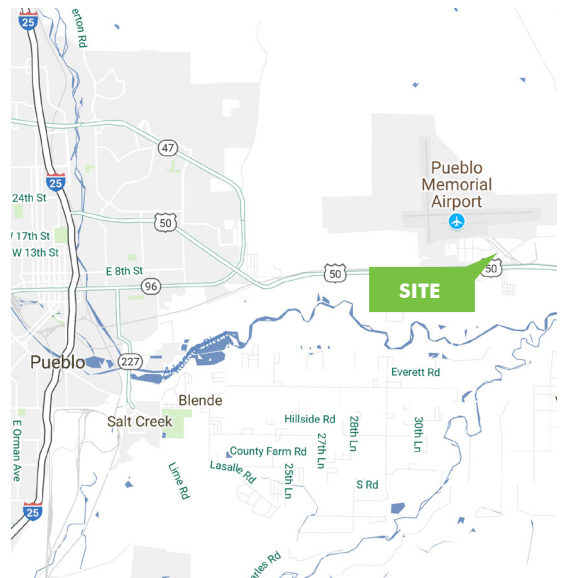 25
erton Rd
47
Pueblo
Memorial
Airport
25
24th St
50
17th St
W 13th St
E 8th St
50
50
96
SITE
Pueblo
227
Everett Rd
Blende
Salt Creek
Hillside Rd
27th Ln
28th Ln
30th Ln
E Orman Ave
County Farm Rd
Lasalle Rd
Lime Rd
25th Ln
S Rd
25
arles Rd